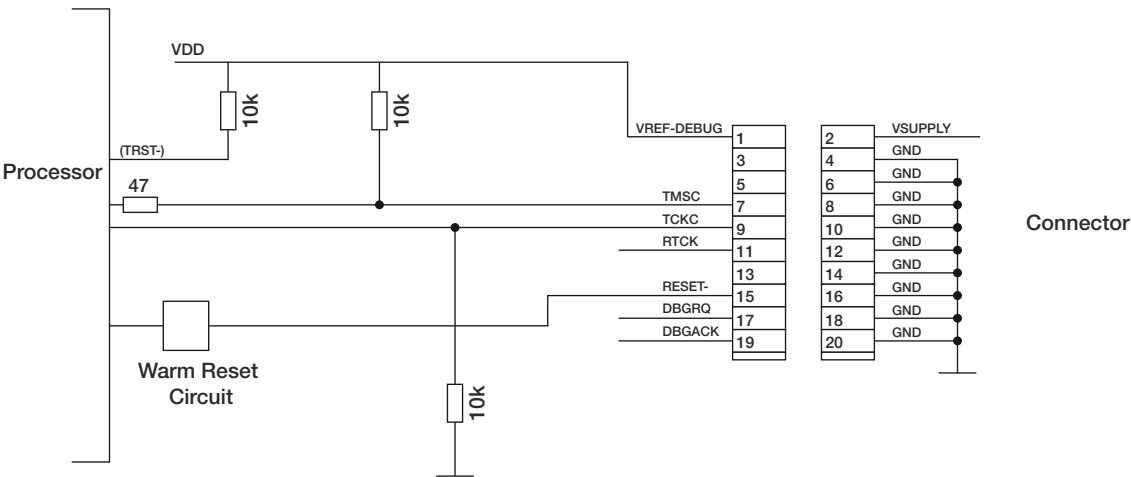 VDD
10k
10k
VREF-DEBUG
1
2
VSUPPLY
(TRST-)
3
4
GND
Processor
5
6
GND
47
TMSC
7
8
GND
TCKC
9
10
GND
Connector
RTCK
11
12
GND
13
14
GND
RESET-
15
16
GND
DBGRQ
17
18
GND
DBGACK
19
20
GND
Warm Reset
Circuit
10k